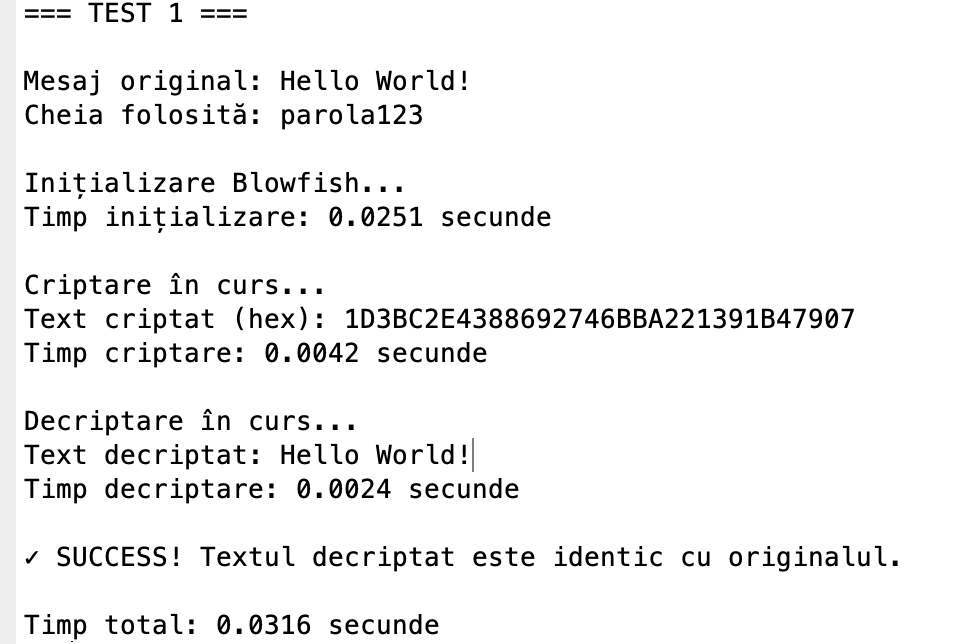 === TEST 1 ===
Mesaj original: Hello World!
Cheia folosită: parola123
Inițializare Blowfish...
Timp inițializare: 0.0251 secunde
Criptare în curs...
Text criptat (hex): 1D3BC2E4388692746BBA221391B47907
Timp criptare: 0.0042 secunde
Decriptare în curs...
Text decriptat: Hello World!
Timp decriptare: 0.0024 secunde
✓ SUCCESS! Textul decriptat este identic cu originalul.
Timp total: 0.0316 secunde